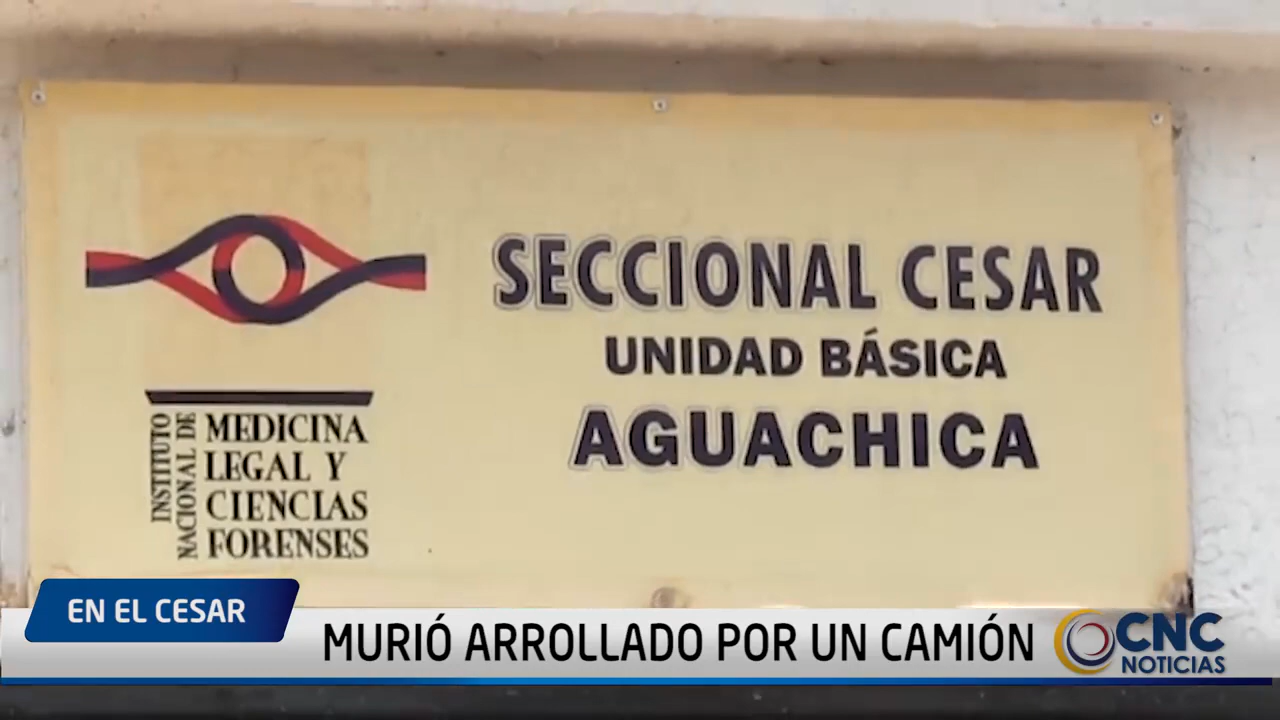 SECCIONAL CESAR
UNIDAD BÁSICA
AGUACHICA
INSTITUTO
NACIONAL DE
MEDICINA
LEGAL Y
CIENCIAS
FORENSES
EN EL CESAR
MURIÓ ARROLLADO POR UN CAMIÓN
CNC
NOTICIAS